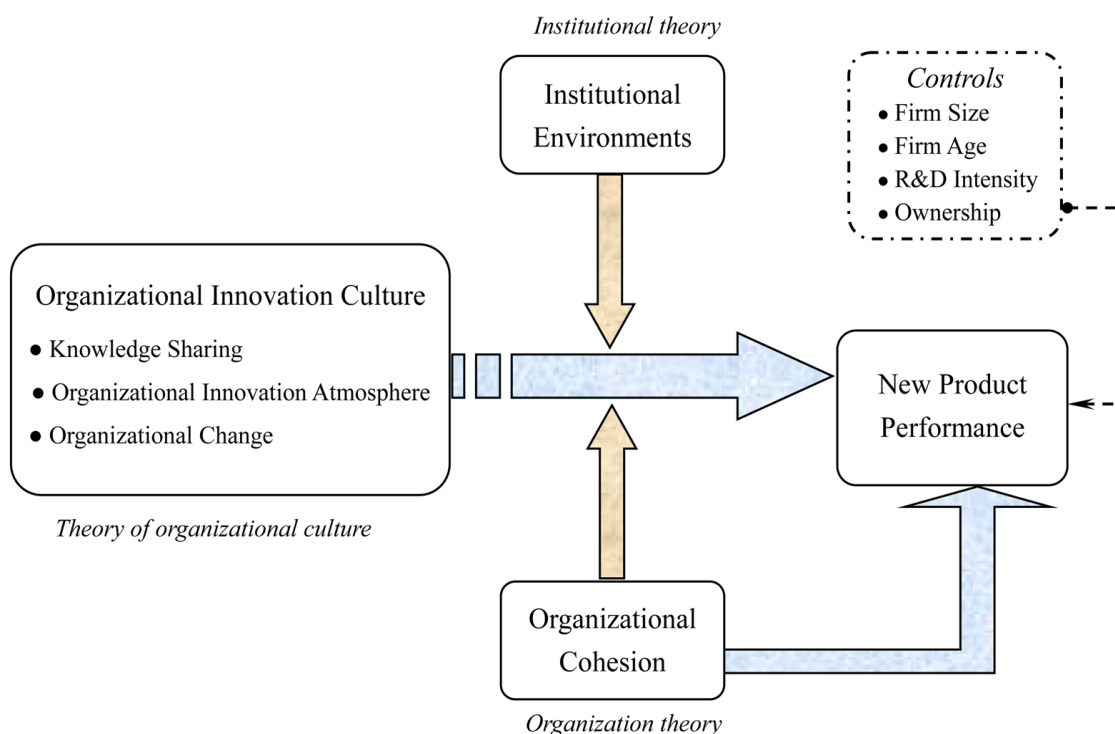 Institutional theory
Institutional
Environments
Controls
● Firm Size
● Firm Age
● R&D Intensity
● Ownership
Organizational Innovation Culture
● Knowledge Sharing
● Organizational Innovation Atmosphere
● Organizational Change
Theory of organizational culture
New Product
Performance
Organizational
Cohesion
Organization theory